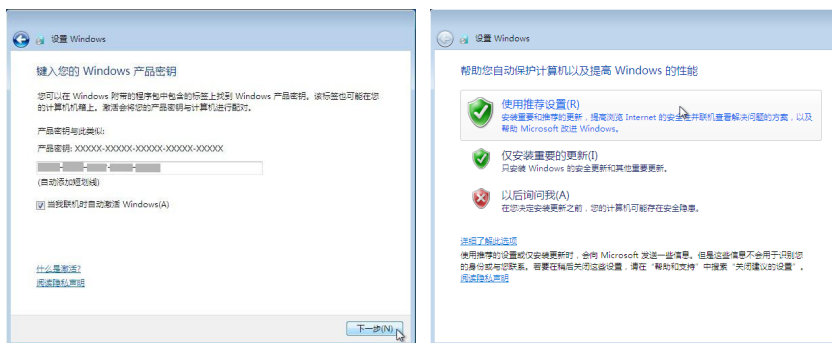 设置 Windows
键入您的 Windows 产品密钥
您可以在 Windows 附带的程序包中包含的标签上找到 Windows 产品密钥。该标签也可能在您
的计算机机箱上。激活会将您的产品密钥与计算机进行配对。
产品密钥与此类似:
产品密钥: XXXXX-XXXXX-XXXXX-XXXXX-XXXXX
(自动添加短划线)
当我联机时自动激活 Windows(A)
什么是激活?
阅读隐私声明
下一步(N)
设置 Windows
帮助您自动保护计算机以及提高 Windows 的性能
使用推荐设置(R)
安装重要和推荐的更新，提高浏览 Internet 的安全性并联机查看解决问题的方案，以及
帮助 Microsoft 改进 Windows。
仅安装重要的更新(I)
只安装 Windows 的安全更新和其他重要更新。
以后询问我(A)
在您决定安装更新之前，您的计算机可能存在安全隐患。
详细了解此选项
使用推荐的设置或仅安装更新时，会向 Microsoft 发送一些信息。但是这些信息不会用于识别您
的身份或与您联系。若要在稍后关闭这些设置，请在“帮助和支持”中搜索“关闭建议的设置”。
阅读隐私声明